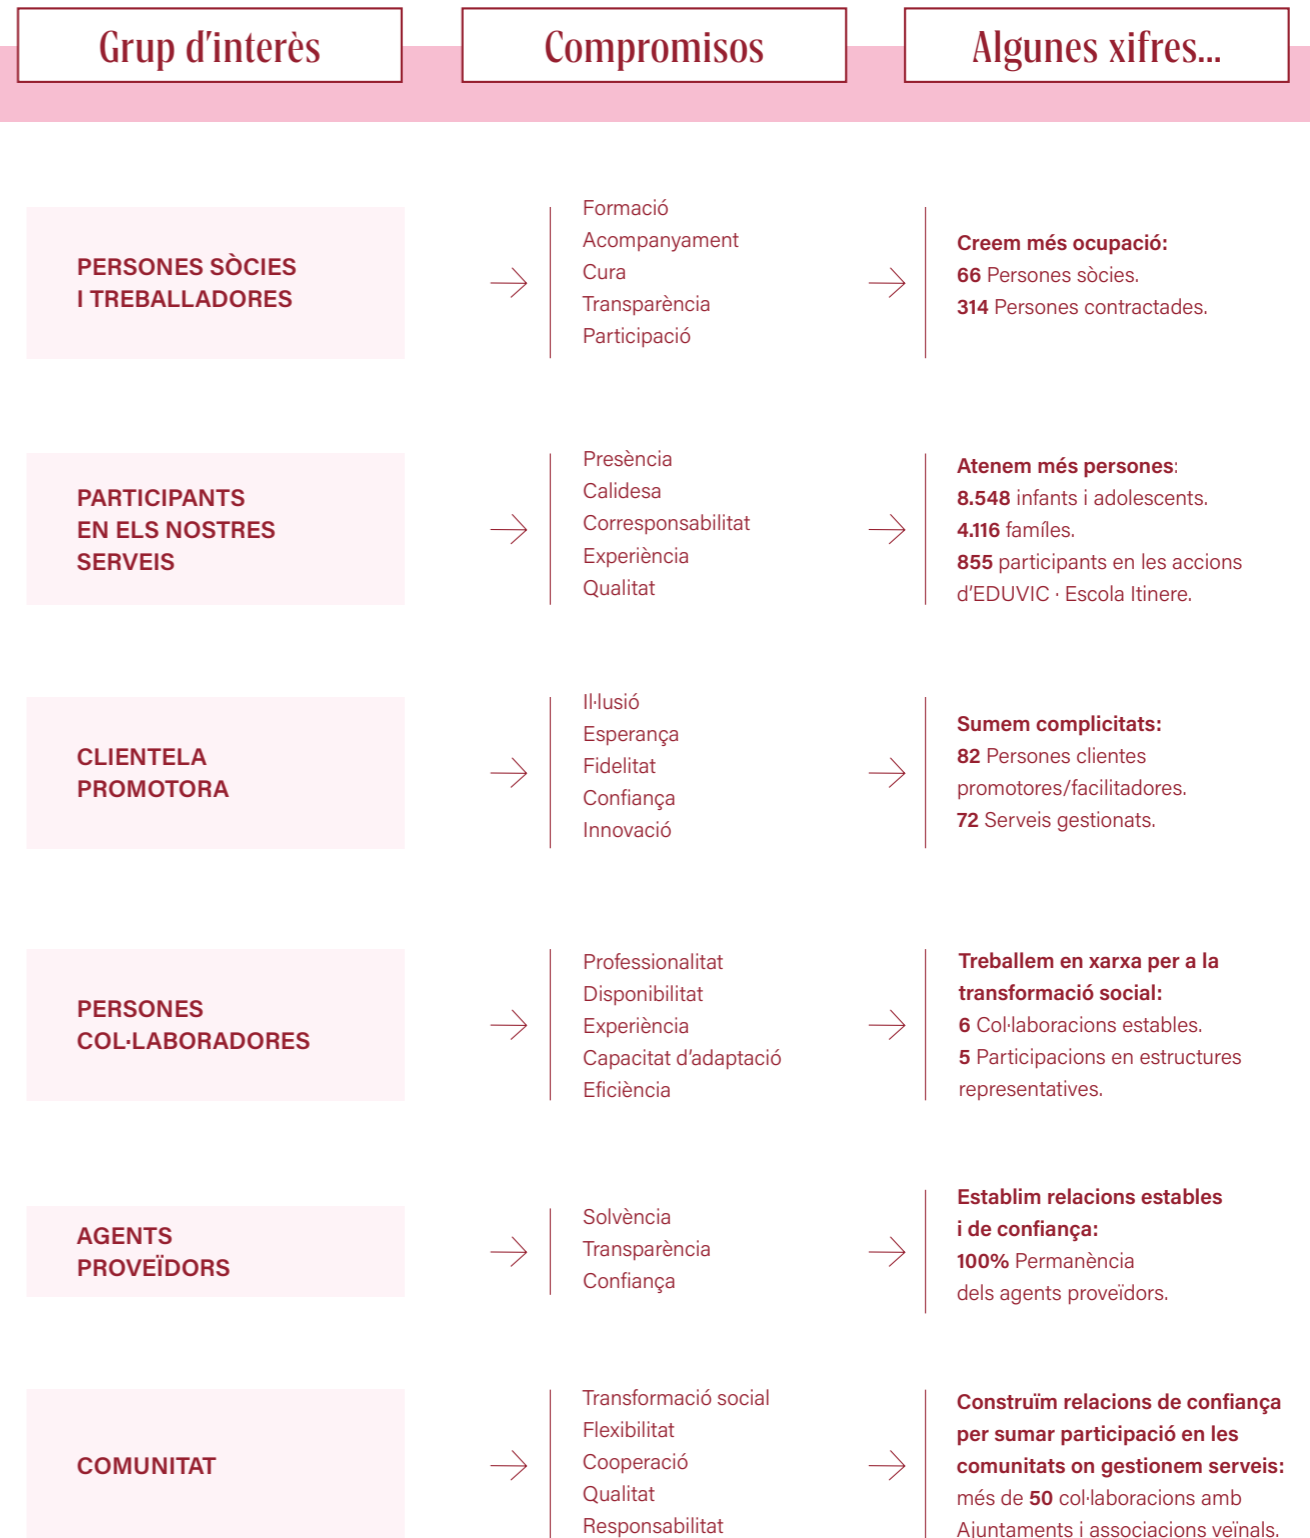 Grup d'interès
Compromisos
Algunes xifres...
PERSONES SÒCIES
I TREBALLADORES
Formació
Acompanyament
Cura
Transparència
Participació
Creem més ocupació:
66 Persones sòcies.
314 Persones contractades.
PARTICIPANTS
EN ELS NOSTRES
SERVEIS
Presència
Calidesa
Corresponsabilitat
Experiència
Qualitat
Atenem més persones:
8.548 infants i adolescents.
4.116 famíles.
855 participants en les accions
d'EDUVIC · Escola Itinere.
CLIENTELA
PROMOTORA
Il·lusió
Esperança
Fidelitat
Confiança
Innovació
Sumem complicitats:
82 Persones clientes
promotores/facilitadores.
72 Serveis gestionats.
PERSONES
COL·LABORADORES
Professionalitat
Disponibilitat
Experiència
Capacitat d'adaptació
Eficiència
Treballem en xarxa per a la
transformació social:
6 Col·laboracions estables.
5 Participacions en estructures
representatives.
AGENTS
PROVEÏDORS
Solvència
Transparència
Confiança
Establim relacions estables
i de confiança:
100% Permanència
dels agents proveïdors.
COMUNITAT
Transformació social
Flexibilitat
Cooperació
Qualitat
Responsabilitat
Construïm relacions de confiança
per sumar participació en les
comunitats on gestionem serveis:
més de 50 col·laboracions amb
Ajuntaments i associacions veïnals.